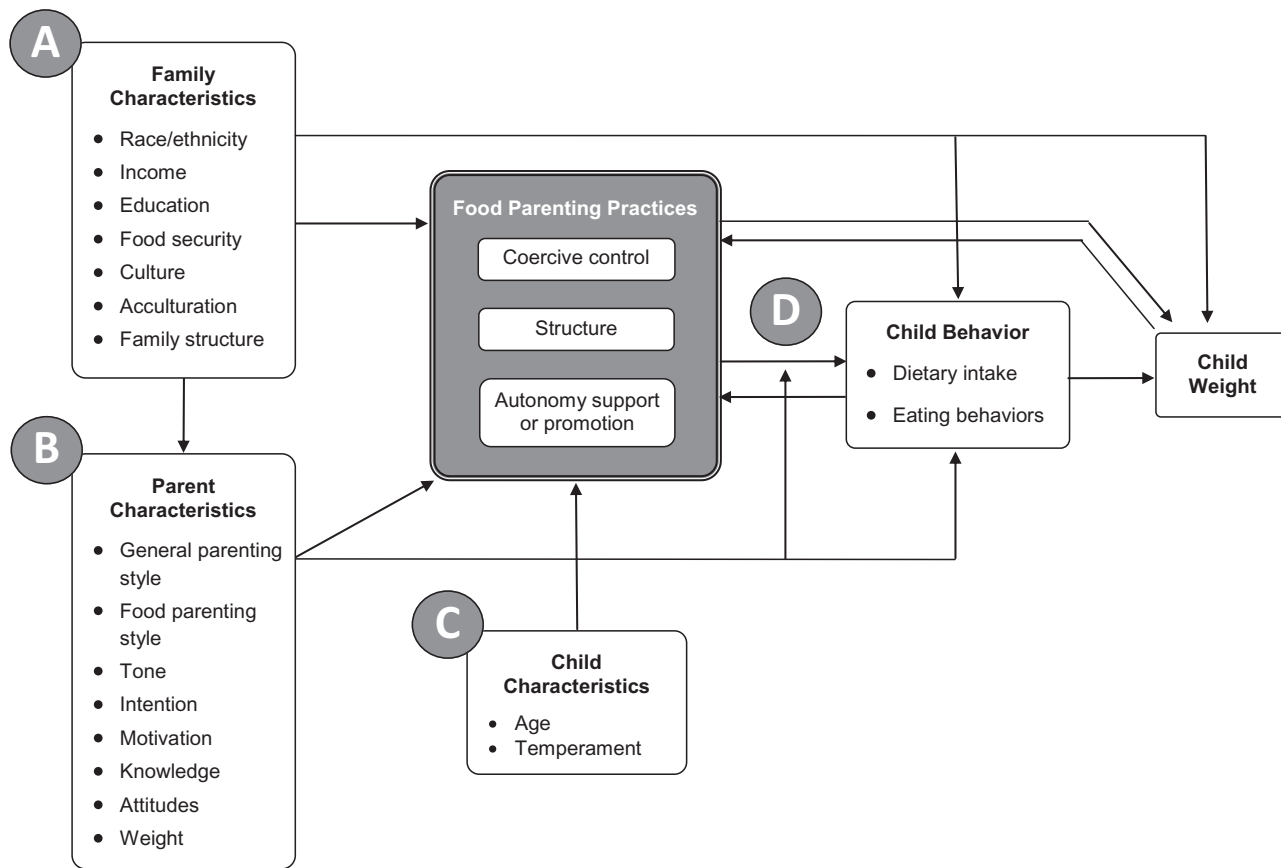 A
Family
Characteristics
● Race/ethnicity
● Income
● Education
● Food security
● Culture
● Acculturation
● Family structure
B
Parent
Characteristics
● General parenting
style
● Food parenting
style
● Tone
● Intention
● Motivation
● Knowledge
● Attitudes
● Weight
Food Parenting Practices
Coercive control
Structure
Autonomy support
or promotion
C
Child
Characteristics
● Age
● Temperament
D
Child Behavior
● Dietary intake
● Eating behaviors
Child
Weight